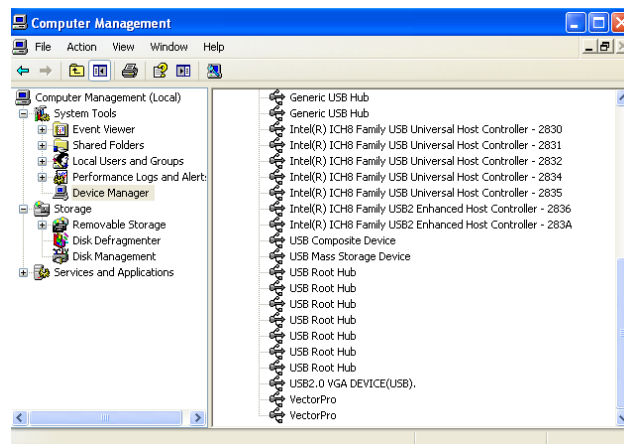 Computer Management
File Action View Window Help
Computer Management (Local)
System Tools
Event Viewer
Shared Folders
Local Users and Groups
Performance Logs and Alert
Device Manager
Storage
Removable Storage
Disk Defragmenter
Disk Management
Services and Applications
Generic USB Hub
Generic USB Hub
Intel(R) ICH8 Family USB Universal Host Controller - 2830
Intel(R) ICH8 Family USB Universal Host Controller - 2831
Intel(R) ICH8 Family USB Universal Host Controller - 2832
Intel(R) ICH8 Family USB Universal Host Controller - 2834
Intel(R) ICH8 Family USB Universal Host Controller - 2835
Intel(R) ICH8 Family USB2 Enhanced Host Controller - 2836
Intel(R) ICH8 Family USB2 Enhanced Host Controller - 283A
USB Composite Device
USB Mass Storage Device
USB Root Hub
USB Root Hub
USB Root Hub
USB Root Hub
USB Root Hub
USB Root Hub
USB Root Hub
USB2.0 VGA DEVICE(USB).
VectorPro
VectorPro